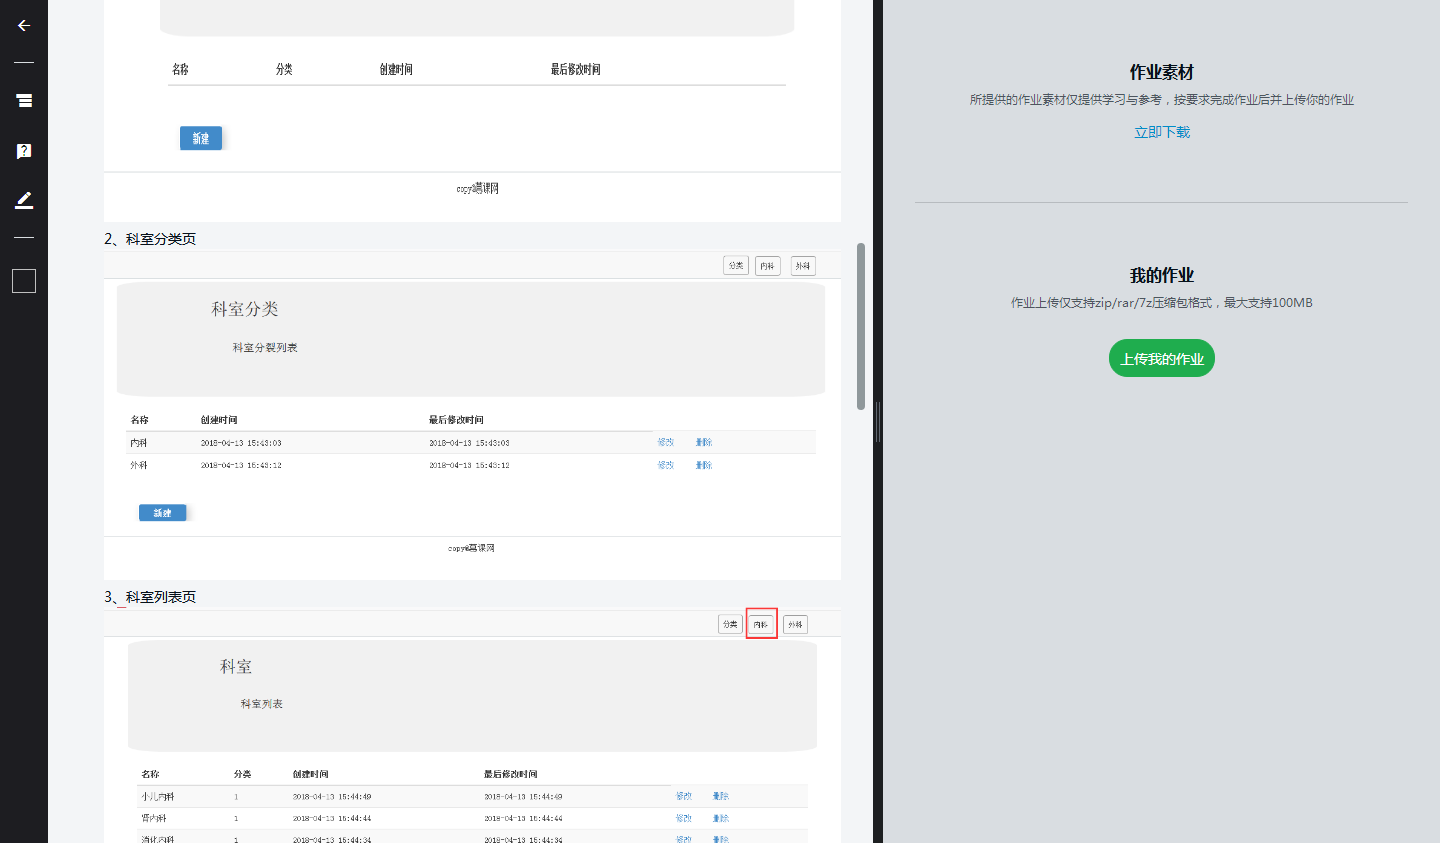 名称 分类 创建时间 最后修改时间
新建
copy@慕课网
2、科室分类页
分类 内科 外科
科室分类
科室分裂列表
名称 创建时间 最后修改时间
内科 2018-04-13 15:43:03 2018-04-13 15:43:03 修改 删除
外科 2018-04-13 15:43:12 2018-04-13 15:43:12 修改 删除
新建
copy@慕课网
3、科室列表页
分类 内科 外科
科室
科室列表
名称 分类 创建时间 最后修改时间
小儿内科 1 2018-04-13 15:44:49 2018-04-13 15:44:49 修改 删除
肾内科 1 2018-04-13 15:44:44 2018-04-13 15:44:44 修改 删除
消化内科 1 2018-04-13 15:44:34 2018-04-13 15:44:34 修改 删除
作业素材
所提供的作业素材仅提供学习与参考，按要求完成作业后并上传你的作业
立即下载
我的作业
作业上传仅支持zip/rar/7z压缩包格式，最大支持100MB
上传我的作业